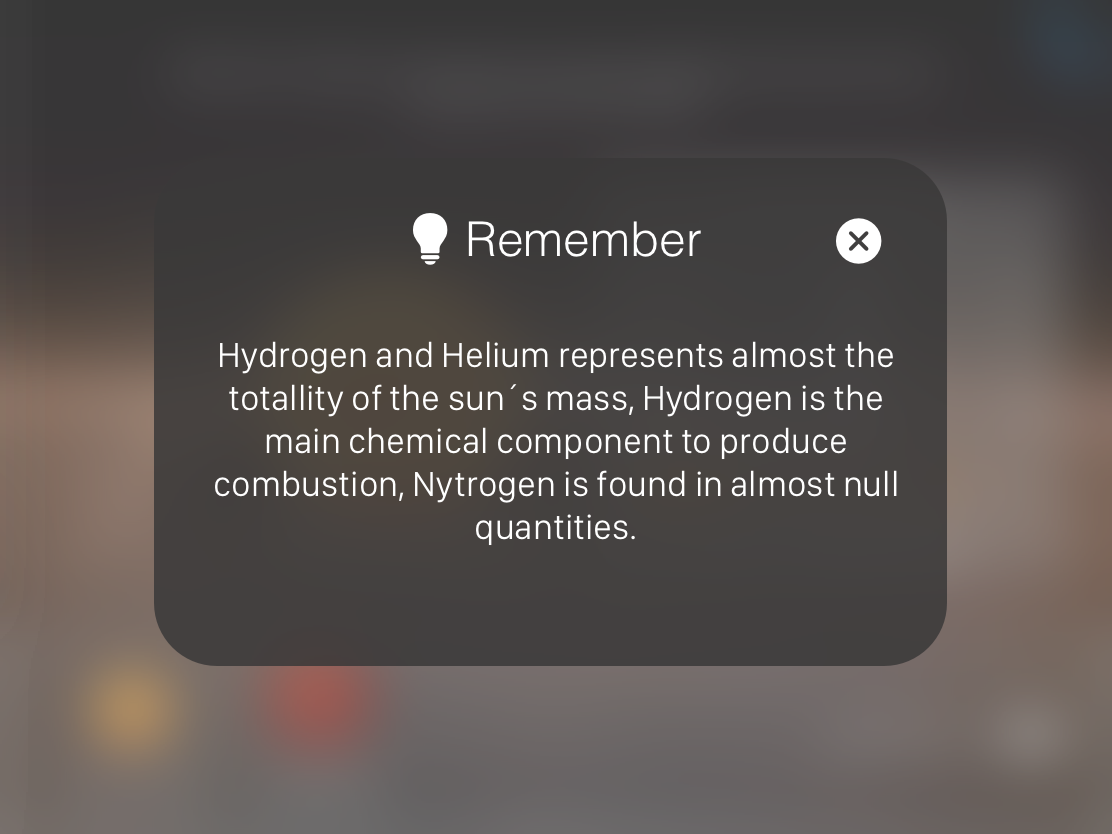 Remember
Hydrogen and Helium represents almost the
totallity of the sun´s mass, Hydrogen is the
main chemical component to produce
combustion, Nytrogen is found in almost null
quantities.